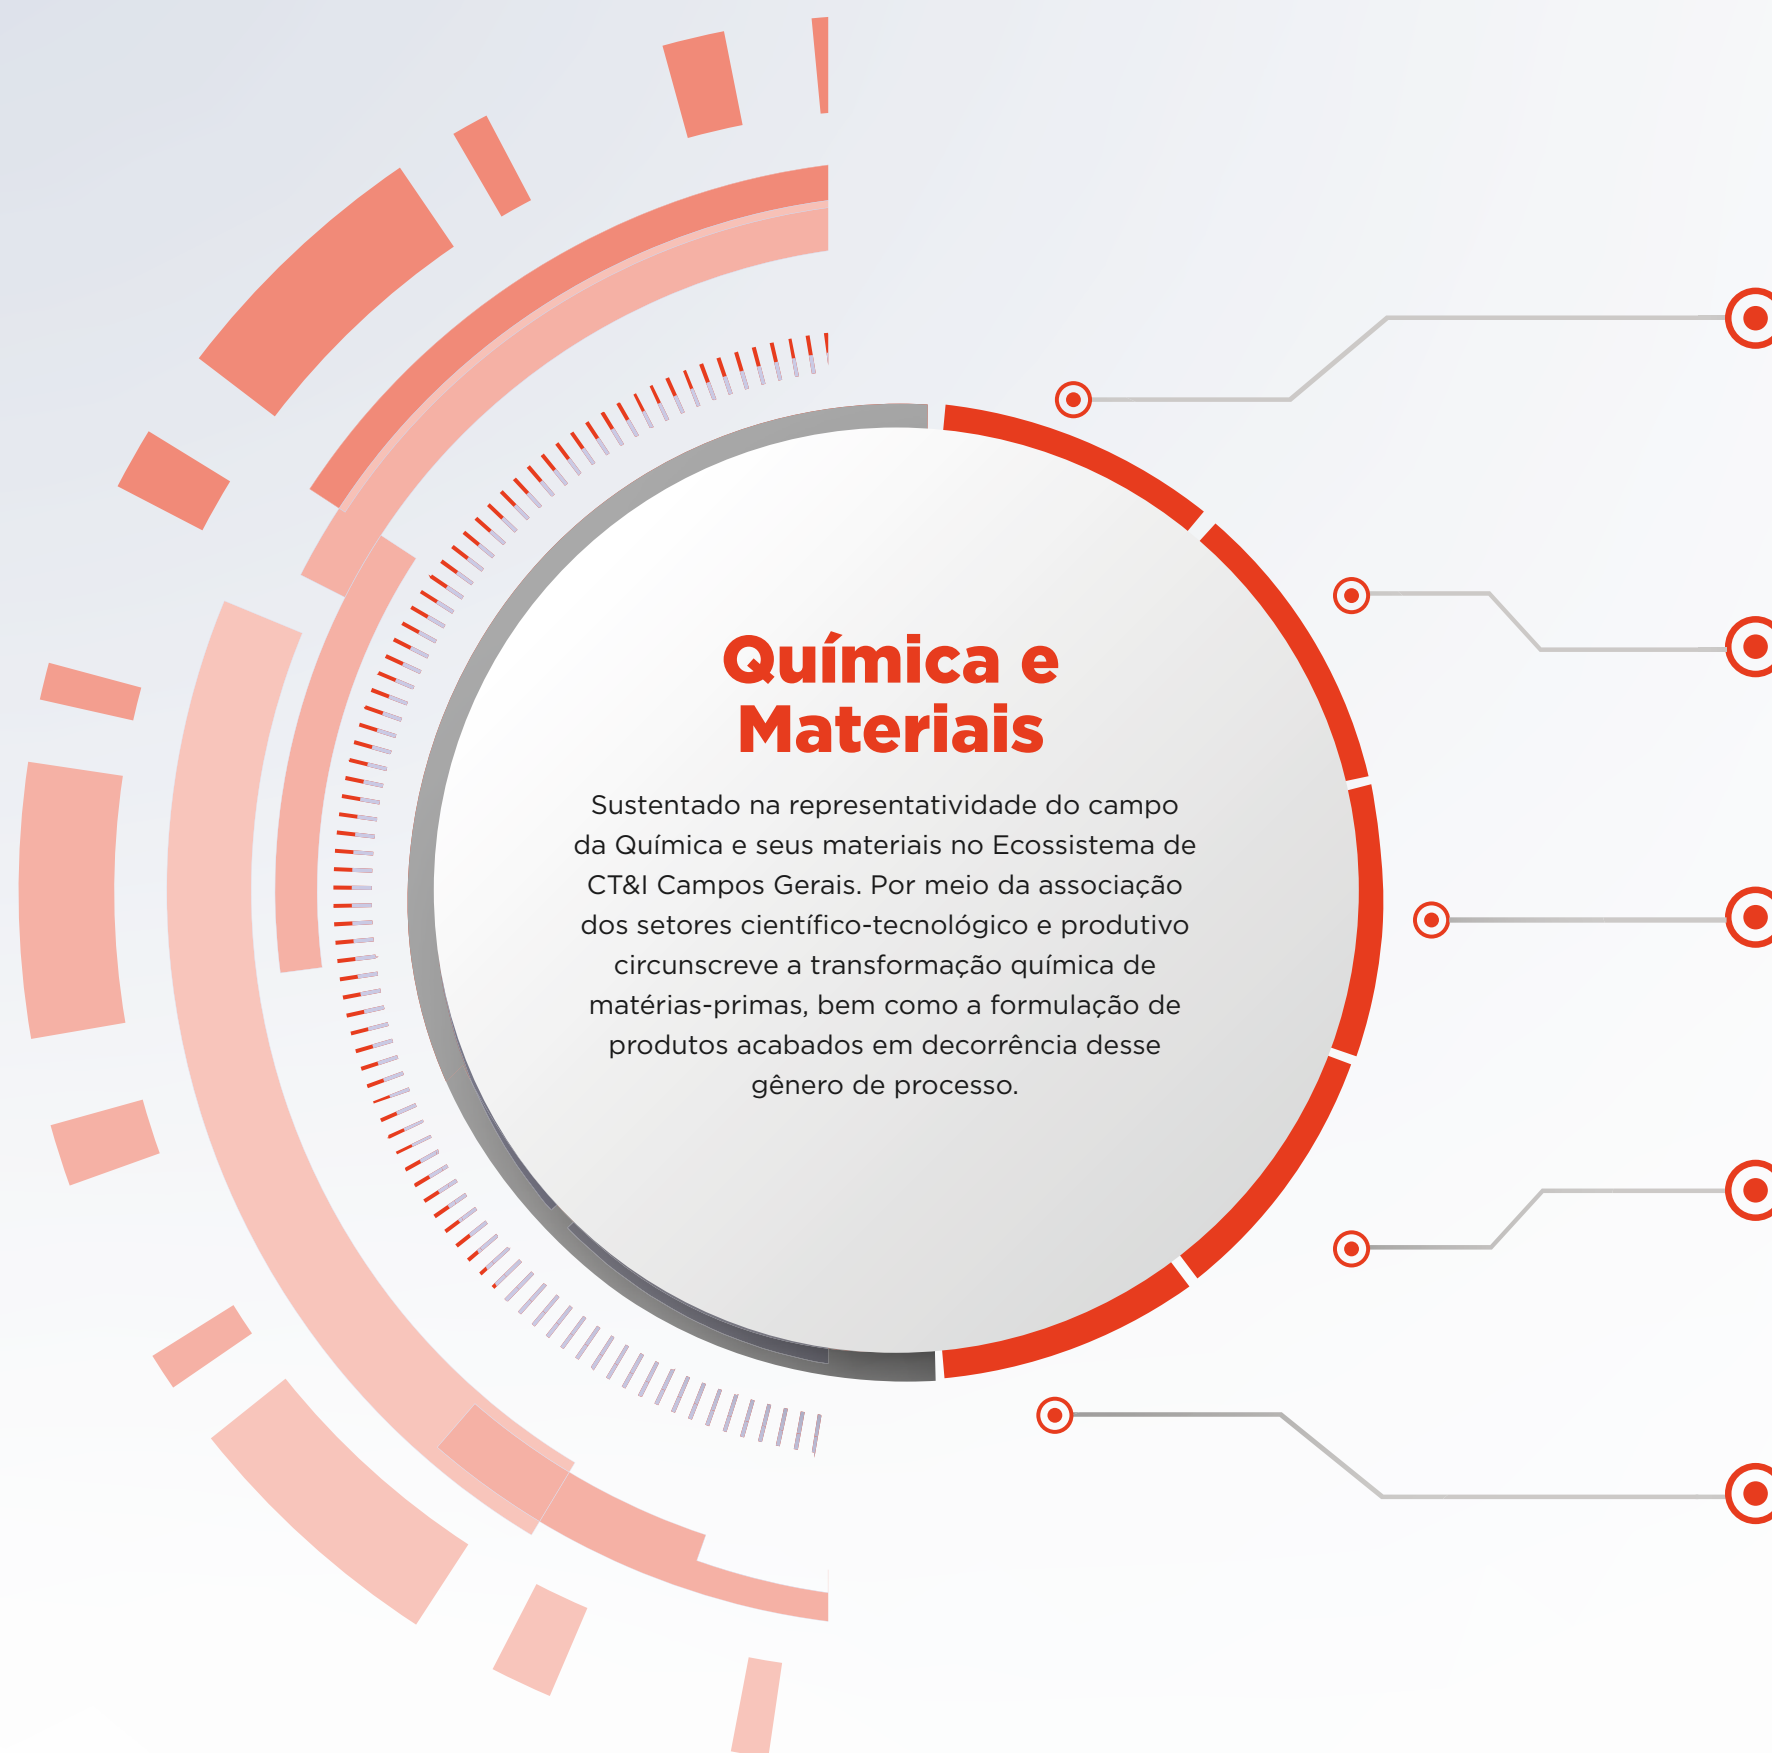 Química e
Materiais
Sustentado na representatividade do campo
da Química e seus materiais no Ecossistema de
CT&I Campos Gerais. Por meio da associação
dos setores científico-tecnológico e produtivo
circunscreve a transformação química de
matérias-primas, bem como a formulação de
produtos acabados em decorrência desse
gênero de processo.